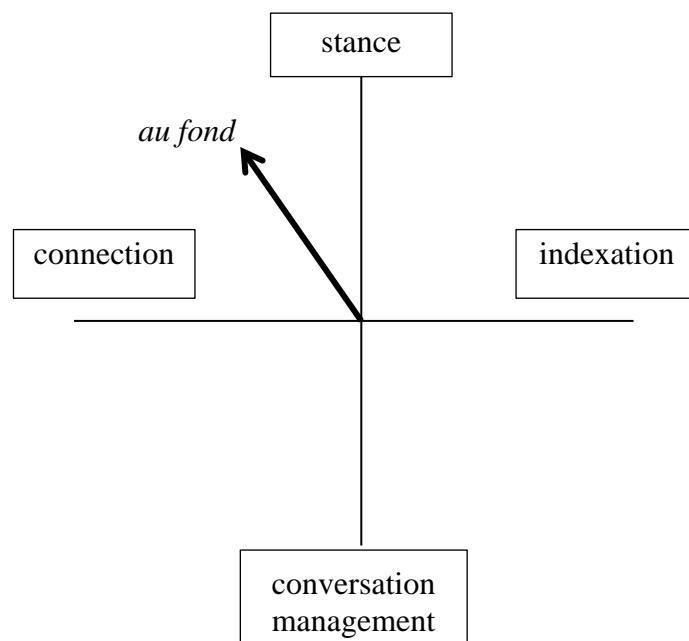 stance
au fond
connection
indexation
conversation
management